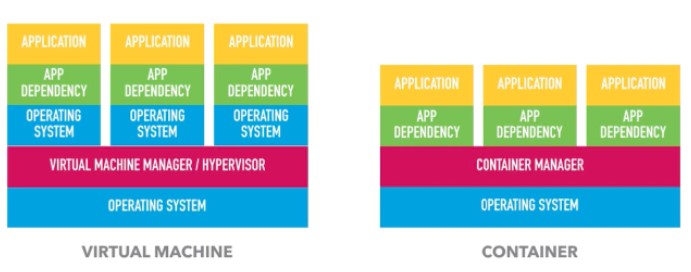 APPLICATION
APPLICATION
APPLICATION
APP
DEPENDENCY
APP
DEPENDENCY
APP
DEPENDENCY
OPERATING
SYSTEM
OPERATING
SYSTEM
OPERATING
SYSTEM
VIRTUAL MACHINE MANAGER / HYPERVISOR
OPERATING SYSTEM
VIRTUAL MACHINE
APPLICATION
APPLICATION
APPLICATION
APP
DEPENDENCY
APP
DEPENDENCY
APP
DEPENDENCY
CONTAINER MANAGER
OPERATING SYSTEM
CONTAINER